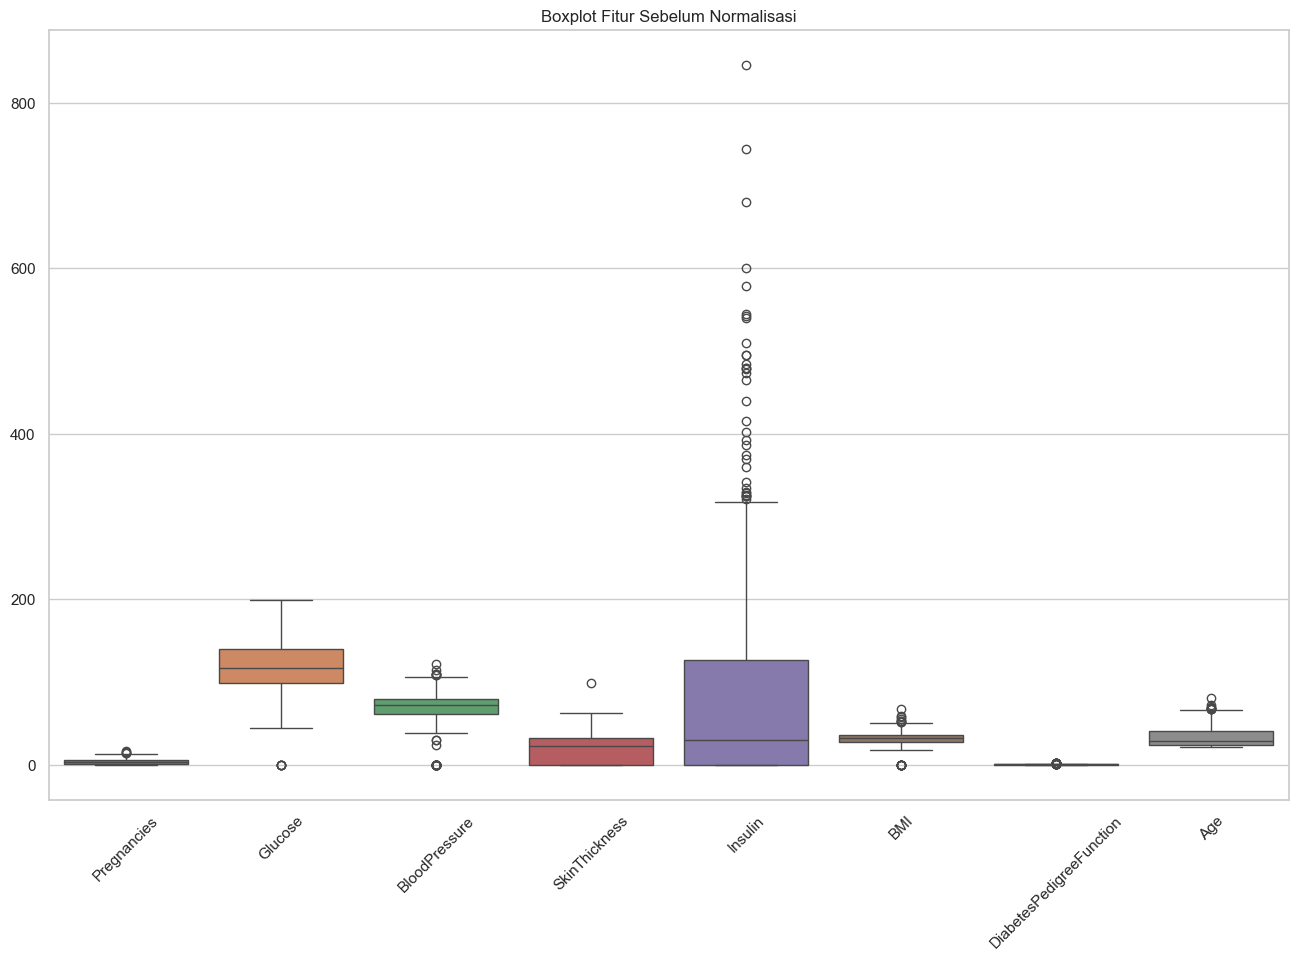 Boxplot Fitur Sebelum Normalisasi
800
600
400
200
0
Pregnancies
Glucose
BloodPressure
SkinThickness
Insulin
BMI
DiabetesPedigreeFunction
Age